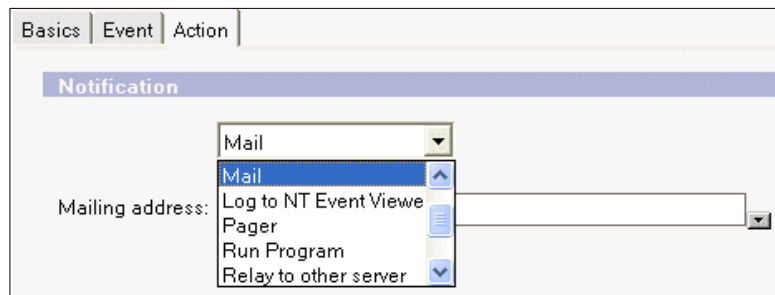 Basics Event Action
Notification
Mail
Mail
Mailing address: Log to NT Event Viewe
Pager
Run Program
Relay to other server